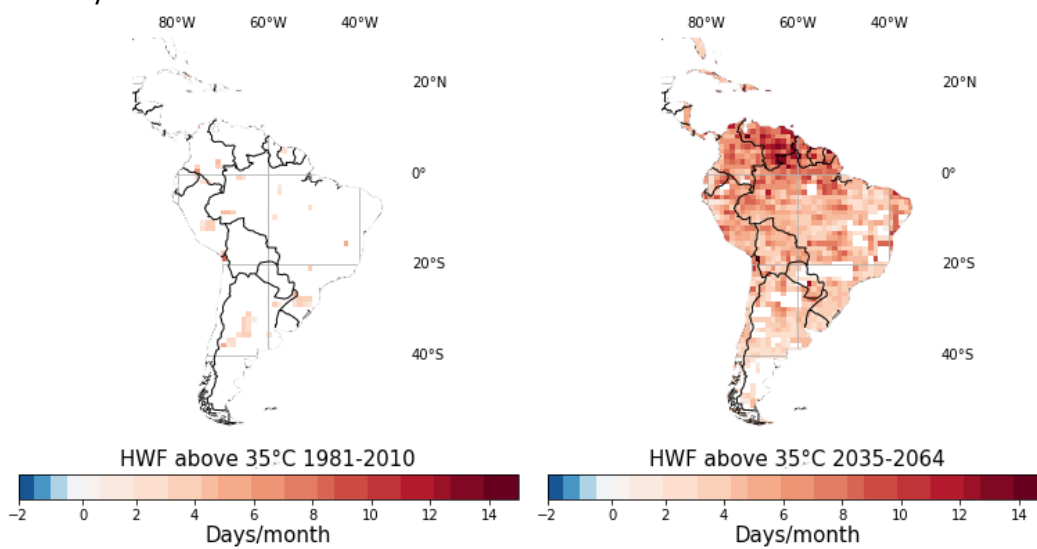 80°W 60°W 80°W 60°W
20°N 20°N
0° 0°
20°S 20°S
40°S 40°S
HWF above 35°C 1981-2010 HWF above 35°C 2035-2064
−2 0 2 4 6 8 10 12 14 −2 0 2 4 6 8 10 12 14
Days/month Days/month